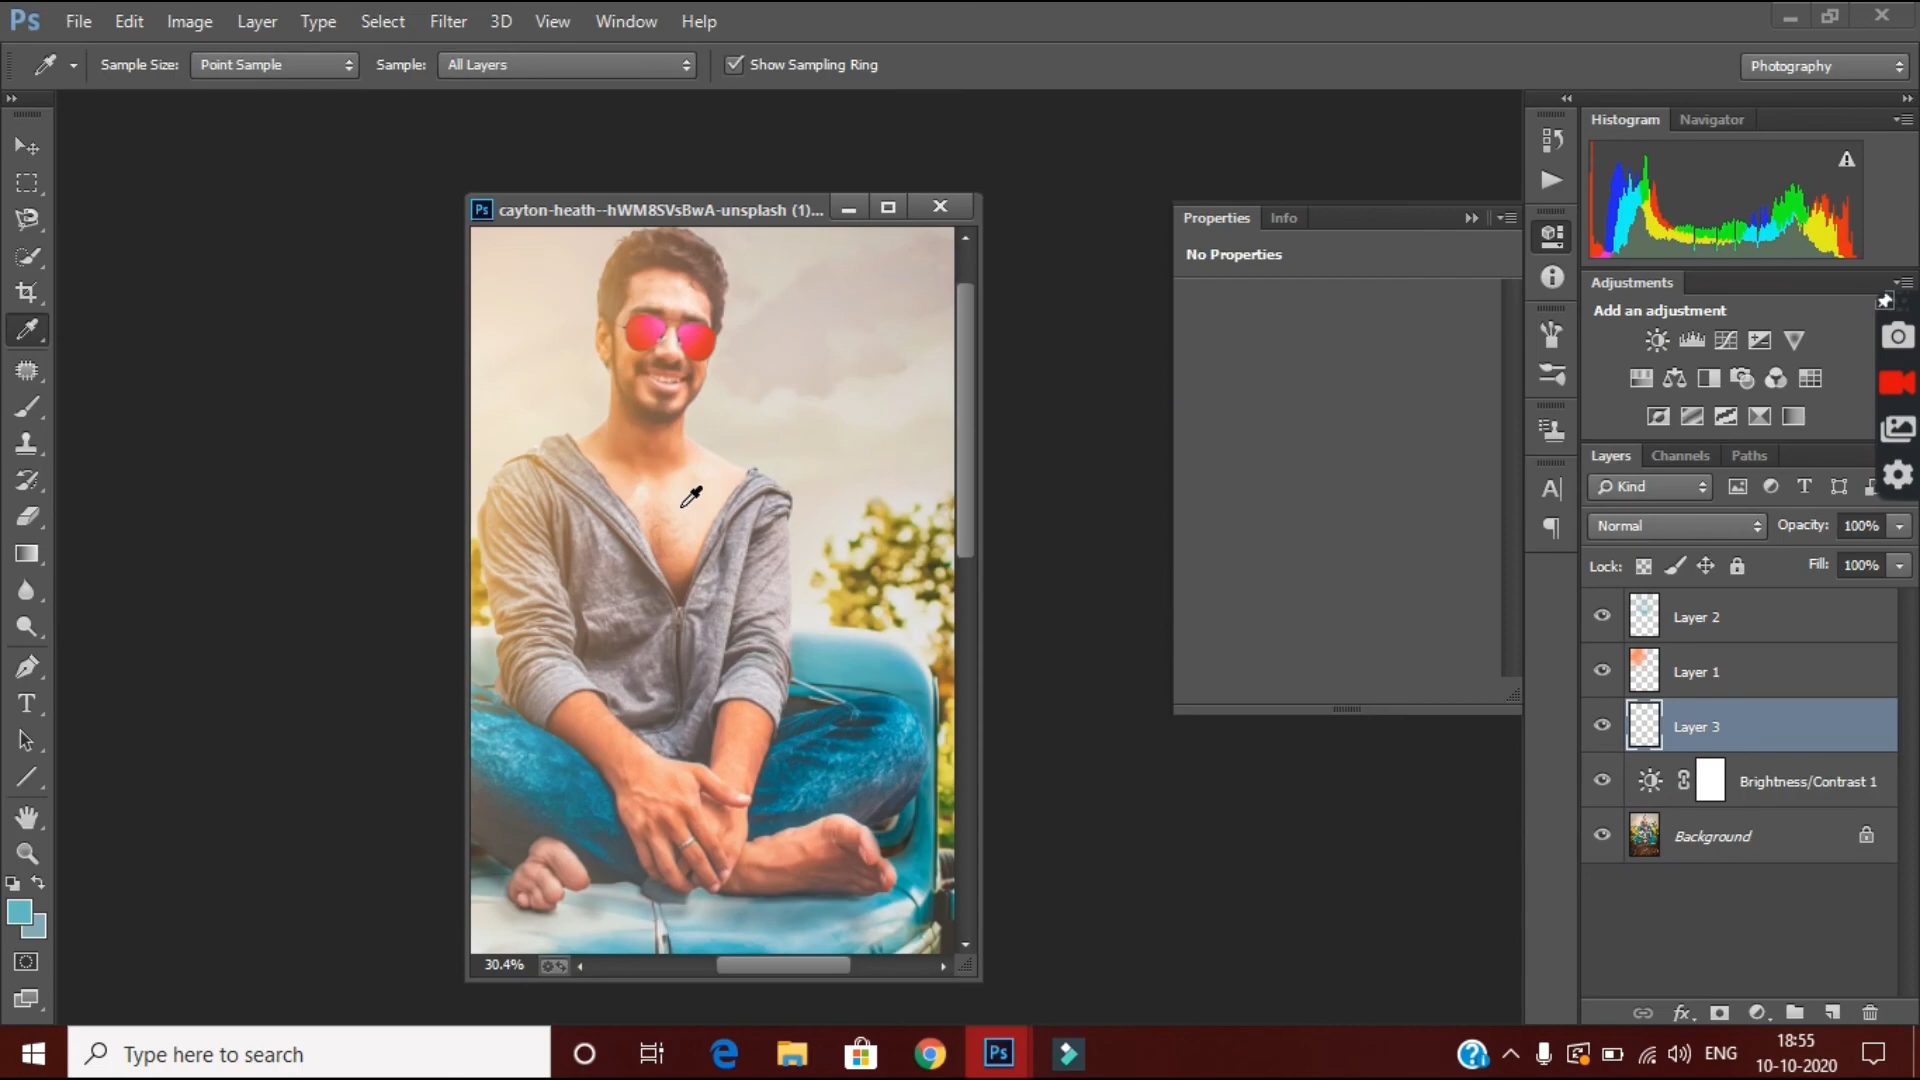 Ps File Edit Image Layer Type Select Filter 3D View Window Help
Sample Size: Point Sample Sample: All Layers Show Sampling Ring Photography
Histogram Navigator
Ps cayton-heath--hWM8SVsBwA-unsplash (1)...
Properties Info
No Properties
Adjustments
Add an adjustment
Layers Channels Paths
Kind
Normal Opacity: 100%
Lock: Fill: 100%
Layer 2
Layer 1
Layer 3
Brightness/Contrast 1
Background
30.4%
Type here to search
Ps
ENG
18:55
10-10-2020